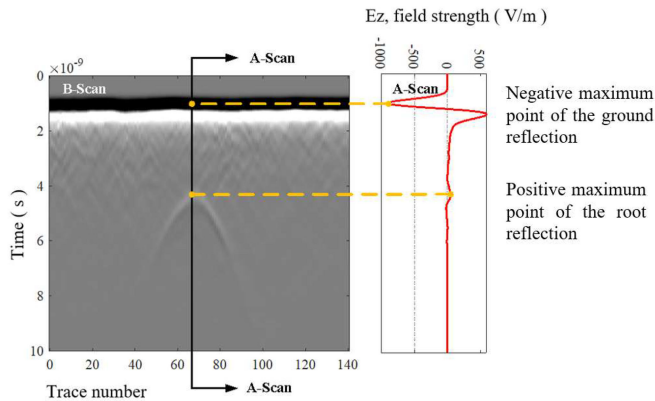 Ez, field strength ( V/m )
-1000
-500
0
500
A-Scan
×10⁻⁹
B-Scan
A-Scan
0
2
4
6
8
10
Time ( s )
0
20
40
60
80
100
120
140
Trace number
A-Scan
Negative maximum
point of the ground
reflection
Positive maximum
point of the root
reflection